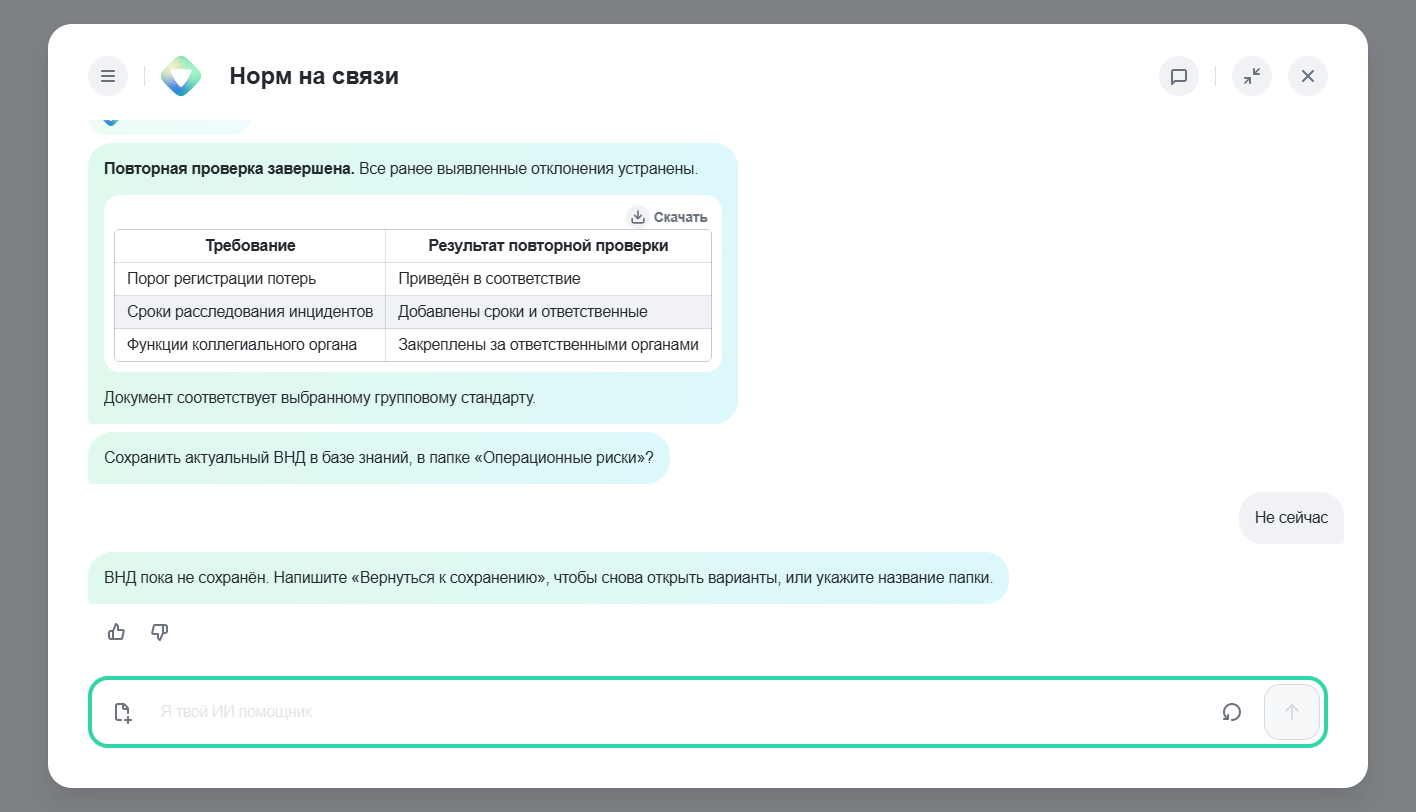 Норм на связи
Повторная проверка завершена. Все ранее выявленные отклонения устранены.
Скачать
Требование Результат повторной проверки
Порог регистрации потерь Приведён в соответствие
Сроки расследования инцидентов Добавлены сроки и ответственные
Функции коллегиального органа Закреплены за ответственными органами
Документ соответствует выбранному групповому стандарту.
Сохранить актуальный ВНД в базе знаний, в папке «Операционные риски»?
Не сейчас
ВНД пока не сохранён. Напишите «Вернуться к сохранению», чтобы снова открыть варианты, или укажите название папки.
Я твой ИИ помощник